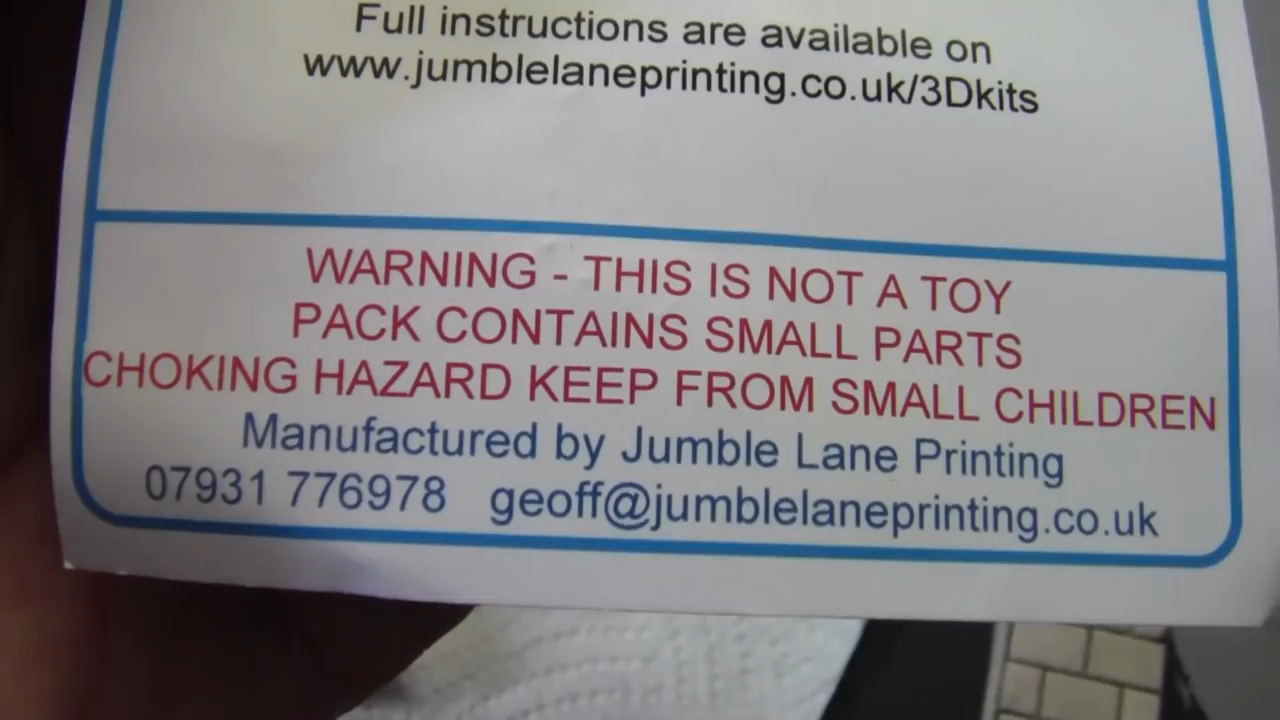 Full instructions are available on
www.jumblelaneprinting.co.uk/3Dkits
WARNING - THIS IS NOT A TOY
PACK CONTAINS SMALL PARTS
CHOKING HAZARD KEEP FROM SMALL CHILDREN
Manufactured by Jumble Lane Printing
07931 776978 geoff@jumblelaneprinting.co.uk